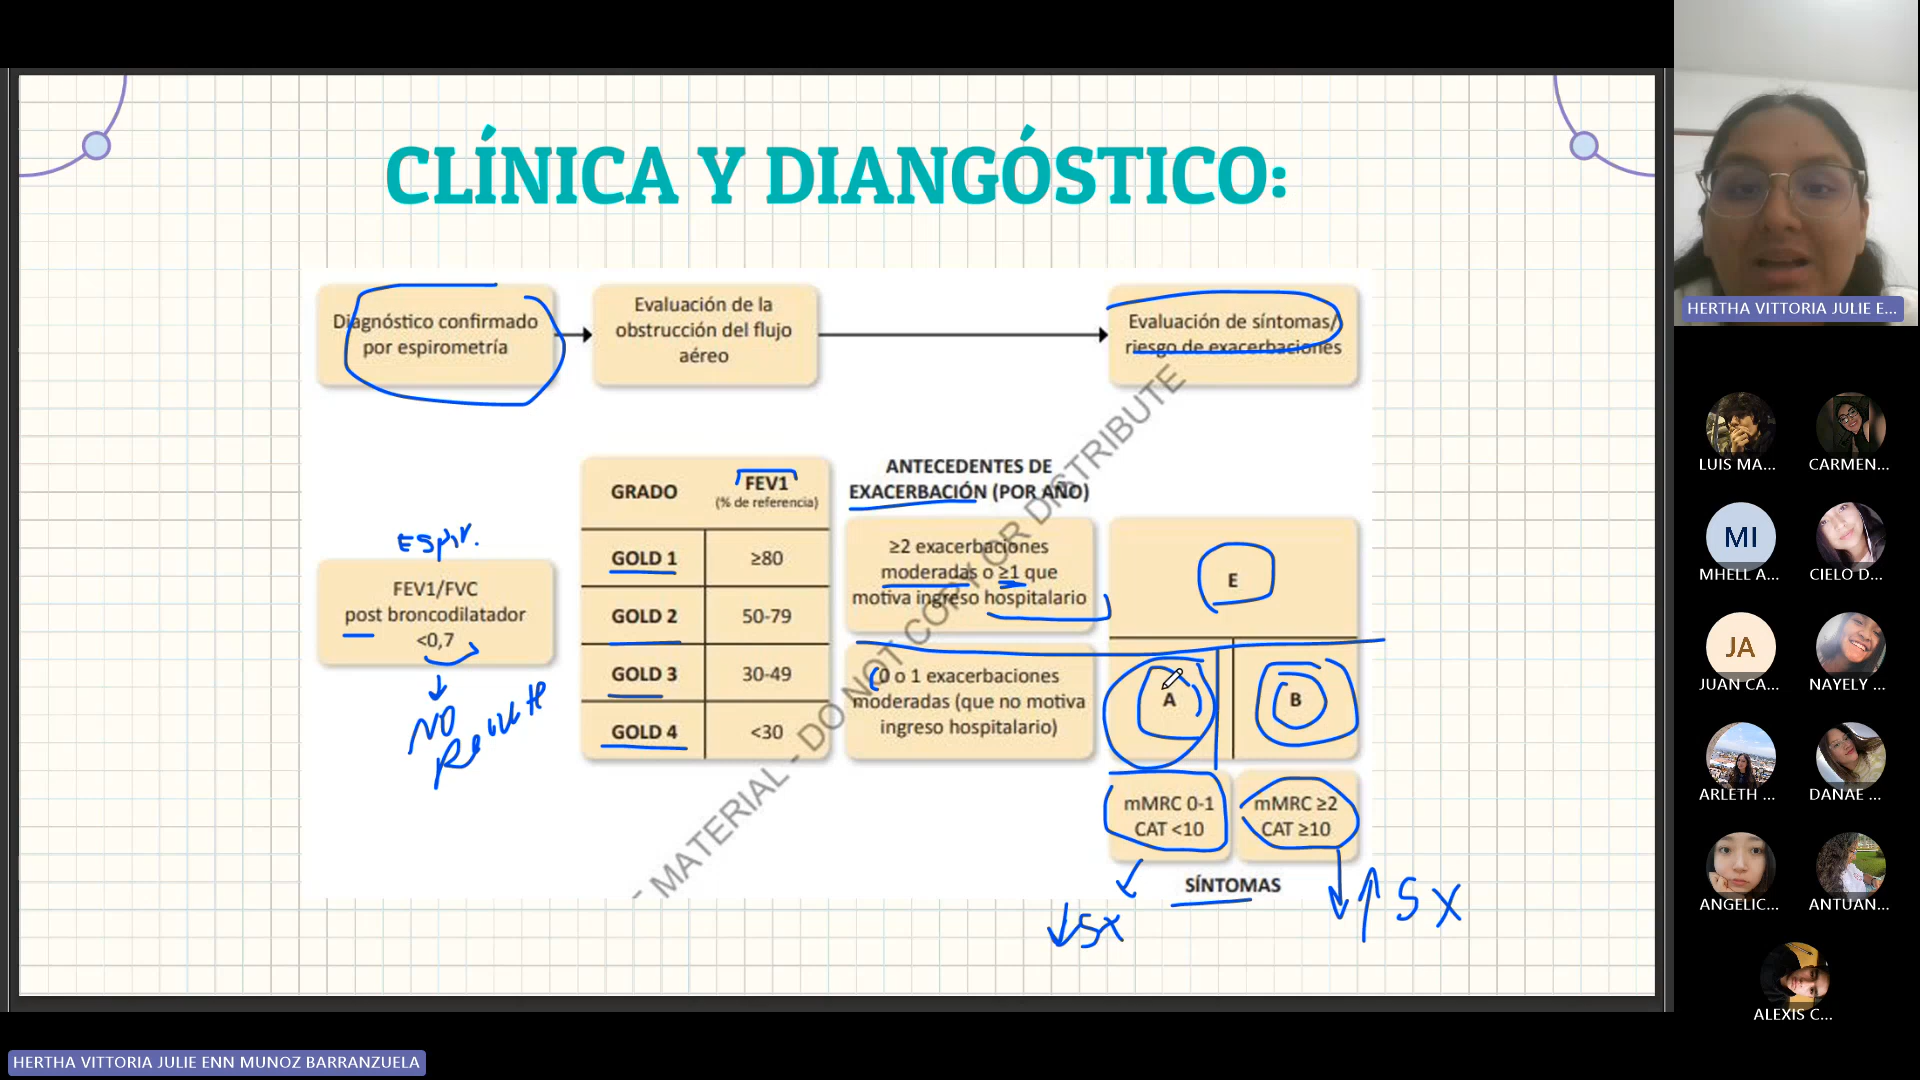 CLÍNICA Y DIANGÓSTICO:
Diagnóstico confirmado
por espirometría
Evaluación de la
obstrucción del flujo
aéreo
Evaluación de síntomas/
riesgo de exacerbaciones
Espir.
FEV1/FVC
post broncodilatador
<0,7
NO
GRADO
FEV1
(% de referencia)
GOLD 1
≥80
GOLD 2
50-79
GOLD 3
30-49
GOLD 4
<30
ANTECEDENTES DE
EXACERBACIÓN (POR AÑO)
≥2 exacerbaciones
moderadas o ≥1 que
motiva ingreso hospitalario
0 o 1 exacerbaciones
moderadas (que no motiva
ingreso hospitalario)
E
A
B
mMRC 0-1
CAT <10
mMRC ≥2
CAT ≥10
SÍNTOMAS
↓ SX
↑ SX
- MATERIAL - DO NOT COPY OR DISTRIBUTE
HERTHA VITTORIA JULIE E...
LUIS MA...
CARMEN...
MI
MHELL A...
CIELO D...
JA
JUAN CA...
NAYELY ...
ARLETH ...
DANAE ...
ANGELIC...
ANTUAN...
ALEXIS C...
HERTHA VITTORIA JULIE ENN MUNOZ BARRANZUELA